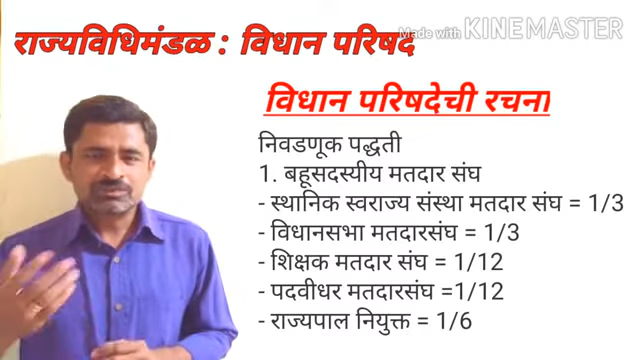 राज्यविधिमंडळ : विधान परिषद
Made with KINEMASTER
विधान परिषदेची रचना
निवडणूक पद्धती
1. बहूसदस्यीय मतदार संघ
- स्थानिक स्वराज्य संस्था मतदार संघ = 1/3
- विधानसभा मतदारसंघ = 1/3
- शिक्षक मतदार संघ = 1/12
- पदवीधर मतदारसंघ =1/12
- राज्यपाल नियुक्त = 1/6